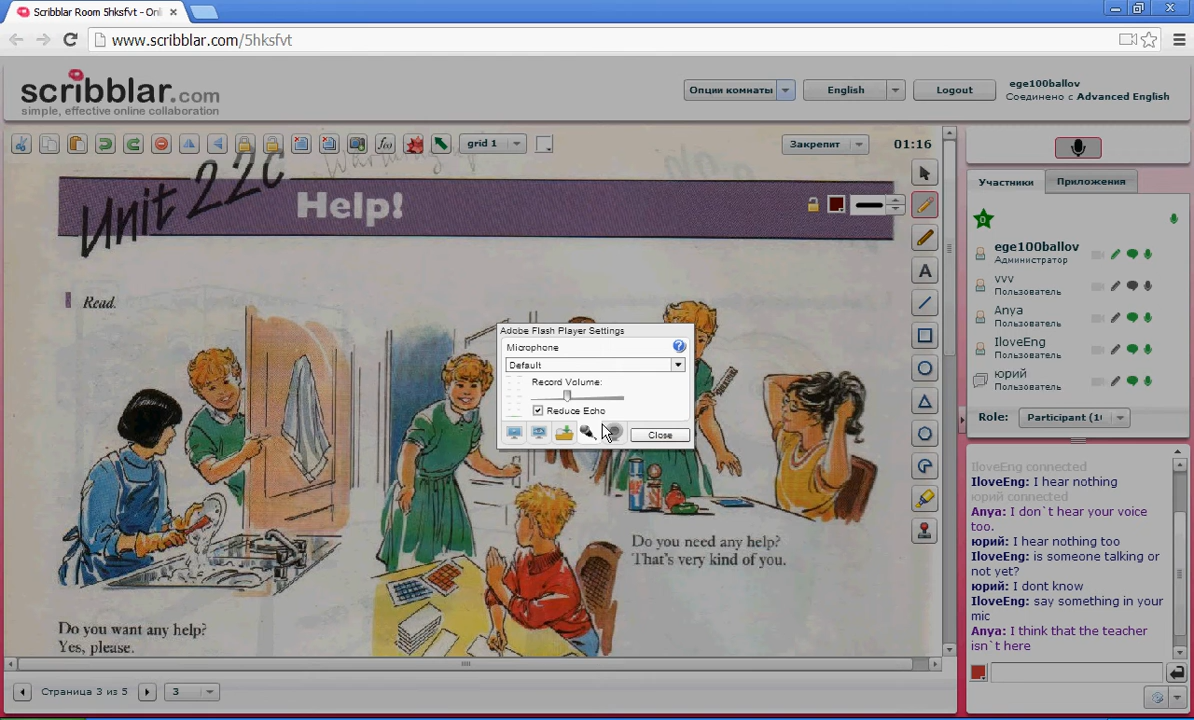 Scribblar Room 5hksfvt - Onl
www.scribblar.com/5hksfvt
scribblar.com
simple, effective online collaboration
Опции комнаты
English
Logout
ege100ballov
Соединено с Advanced English
grid 1
Закрепит
01:16
Warming up
Unit 22c
Help!
Read.
Do you want any help?
Yes, please.
Do you need any help?
That's very kind of you.
Adobe Flash Player Settings
Microphone
?
Default
Record Volume:
Reduce Echo
Close
f(x)
A
Страница 3 из 5
3
Участники
Приложения
0
ege100ballov
Администратор
vvv
Пользователь
Anya
Пользователь
IloveEng
Пользователь
юрий
Пользователь
Role:
Participant (1(
IloveEng connected
IloveEng: I hear nothing
юрий connected
Anya: I don`t hear your voice
too.
юрий: I hear nothing too
IloveEng: is someone talking or
not yet?
юрий: I dont know
IloveEng: say something in your
mic
Anya: I think that the teacher
isn`t here